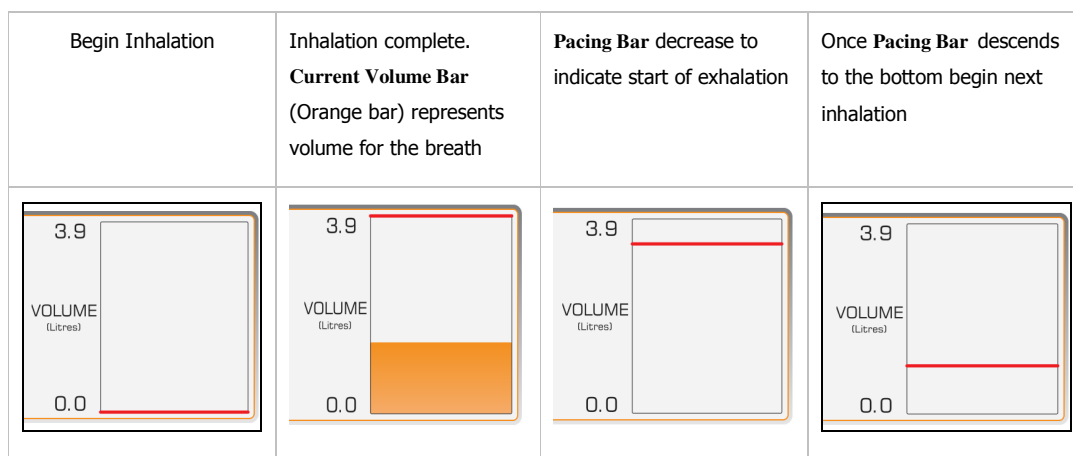 Begin Inhalation
Inhalation complete.
Current Volume Bar
(Orange bar) represents
volume for the breath
Pacing Bar decrease to
indicate start of exhalation
Once Pacing Bar descends
to the bottom begin next
inhalation
3.9
VOLUME
(Litres)
0.0
3.9
VOLUME
(Litres)
0.0
3.9
VOLUME
(Litres)
0.0
3.9
VOLUME
(Litres)
0.0